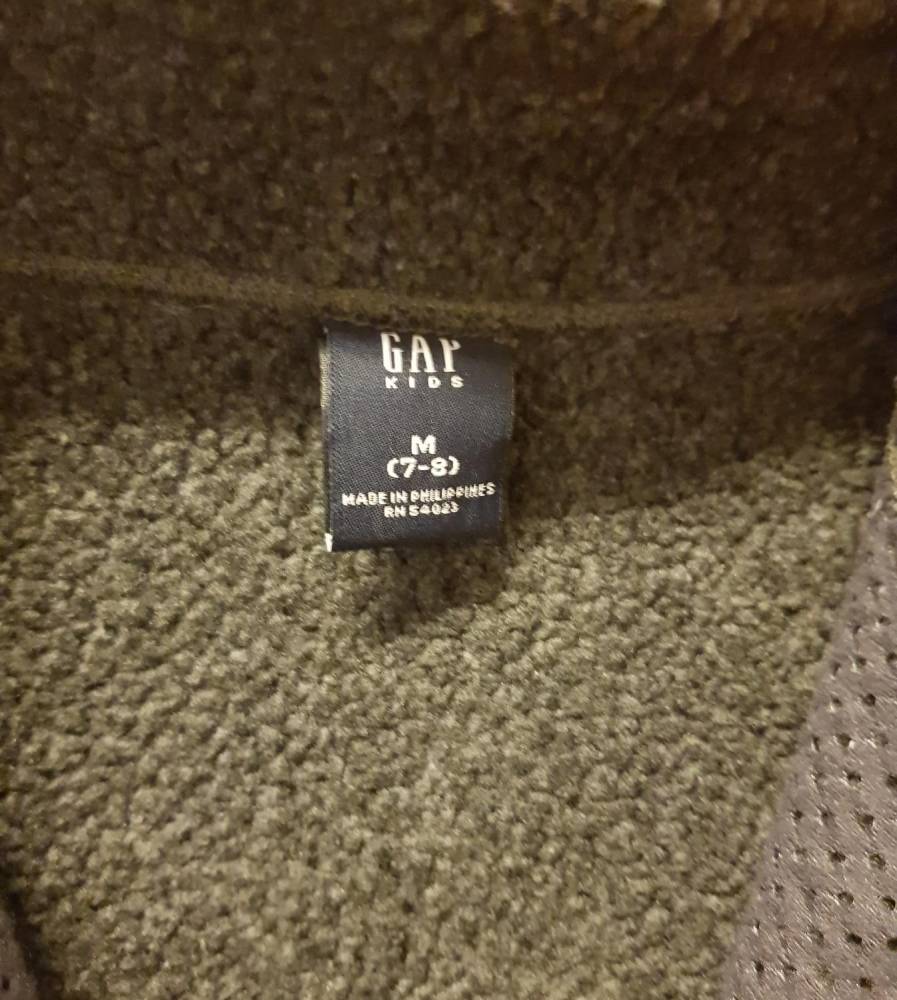 GAP
KIDS
M
(7-8)
MADE IN PHILIPPINES
RN 54023